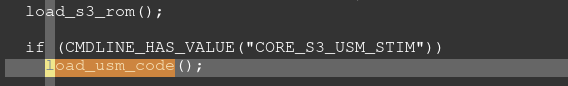 load_s3_rom();
if (CMDLINE_HAS_VALUE("CORE_S3_USM_STIM"))
load_usm_code();